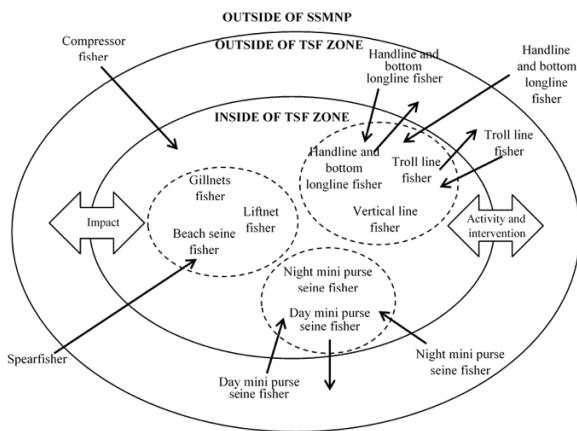 OUTSIDE OF SSMNP
OUTSIDE OF TSF ZONE
Compressor
fisher
Handline and
bottom
longline fisher
Handline
and bottom
longline
fisher
INSIDE OF TSF ZONE
Troll line
fisher
Handline and
bottom
longline fisher
Troll line
fisher
Gillnets
fisher
Liftnet
fisher
Vertical line
fisher
Impact
Activity and
intervention
Beach seine
fisher
Night mini purse
seine fisher
Day mini purse
seine fisher
Spearfisher
Day mini purse
seine fisher
Night mini purse
seine fisher